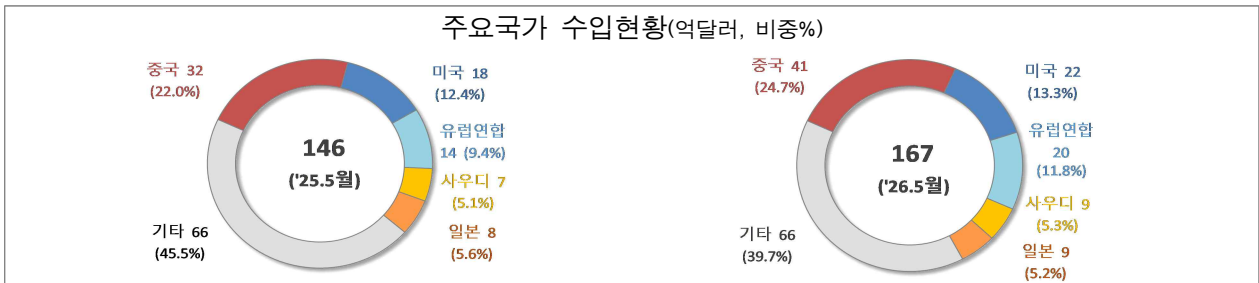 주요국가 수입현황(억달러, 비중%)
중국 32
(22.0%)
미국 18
(12.4%)
유럽연합
14 (9.4%)
사우디 7
(5.1%)
일본 8
(5.6%)
기타 66
(45.5%)
146
('25.5월)
중국 41
(24.7%)
미국 22
(13.3%)
유럽연합
20
(11.8%)
사우디 9
(5.3%)
일본 9
(5.2%)
기타 66
(39.7%)
167
('26.5월)